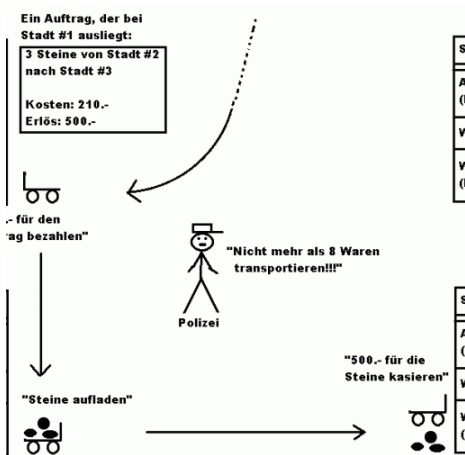 Ein Auftrag, der bei
Stadt #1 ausliegt:
3 Steine von Stadt #2
nach Stadt #3
Kosten: 210.-
Erlös: 500.-
.- für den
bezahlen"
"Nicht mehr als 8 Waren
transportieren!!!"
Polizei
"500.- für die
Steine kasieren"
"Steine aufladen"